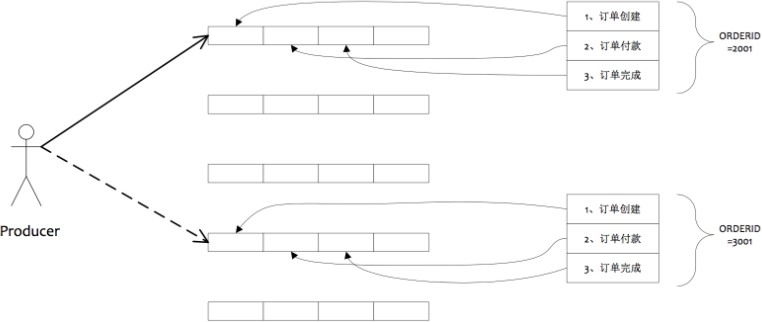 1、订单创建
2、订单付款
3、订单完成
ORDERID
=2001
Producer
1、订单创建
2、订单付款
3、订单完成
ORDERID
=3001